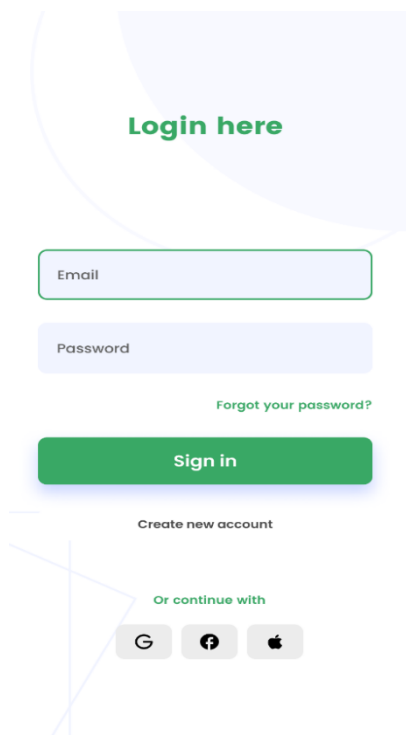 Login here
Email
Password
Forgot your password?
Sign in
Create new account
Or continue with